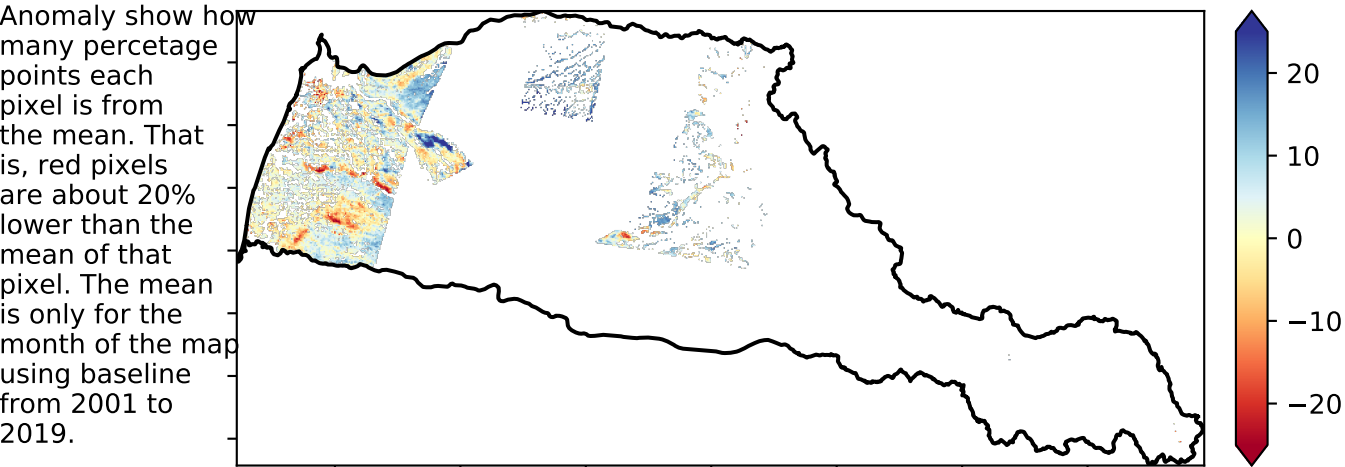 Anomaly show how
many percetage
points each
pixel is from
the mean. That
is, red pixels
are about 20%
lower than the
mean of that
pixel. The mean
is only for the
month of the map
using baseline
from 2001 to
2019.
20
10
0
−10
−20